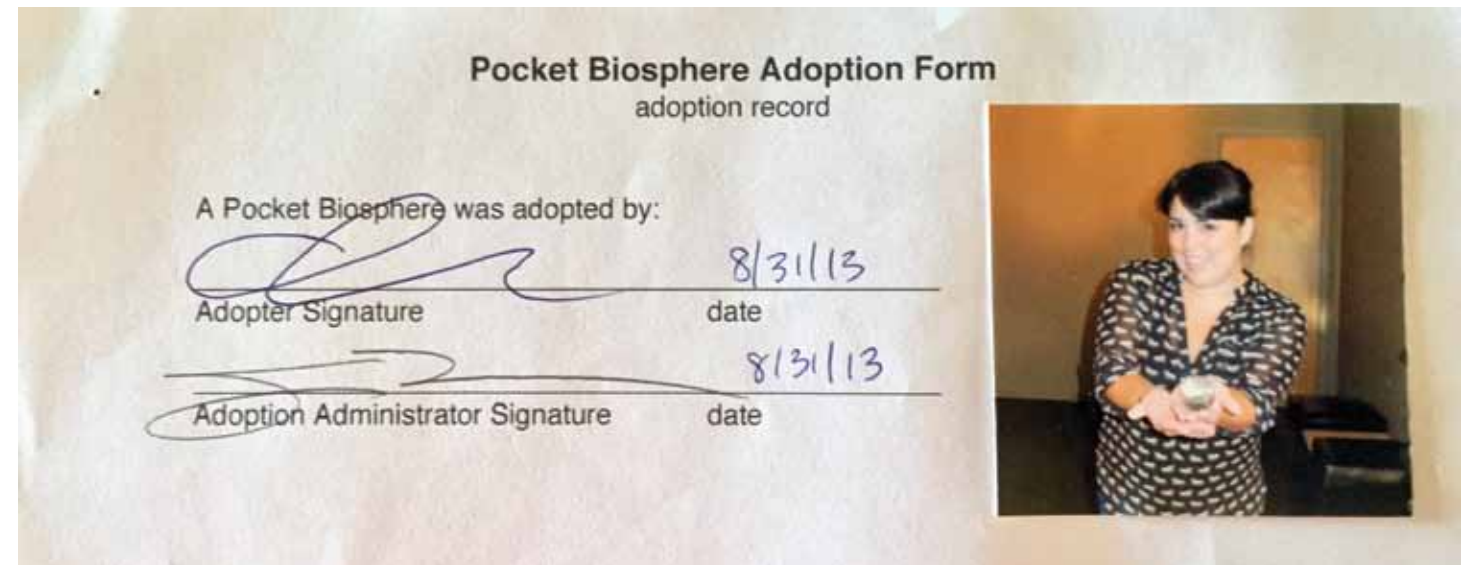 Pocket Biosphere Adoption Form
adoption record
A Pocket Biosphere was adopted by:
8/31/13
Adopter Signature date
8/31/13
Adoption Administrator Signature date